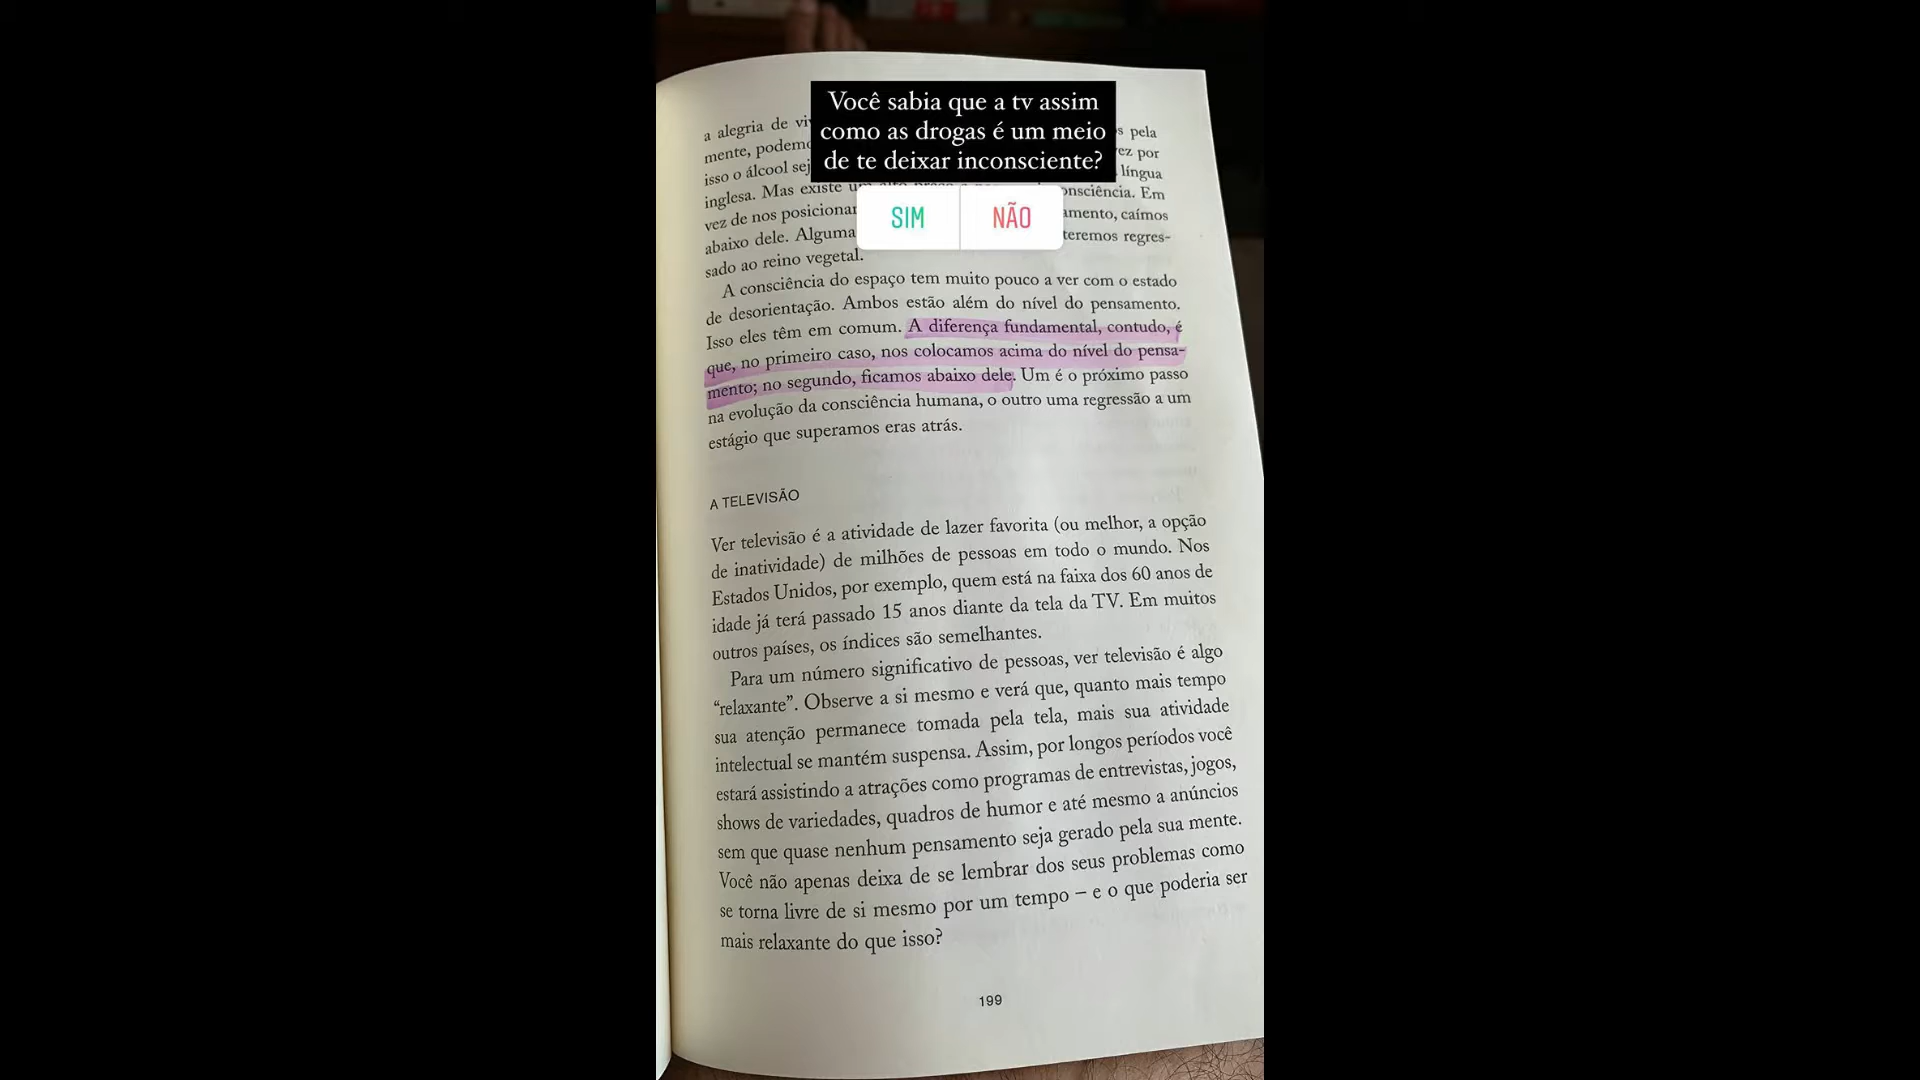 Você sabia que a tv assim
como as drogas é um meio
de te deixar inconsciente?
SIM
NÃO
a alegria de
pela
mente,
vez por
isso o álcool
língua
inglesa. Mas existe
Em
vez de nos
caímos
abaixo dele.
teremos regres-
sado ao reino vegetal.
A consciência do espaço tem muito pouco a ver com o estado
de desorientação. Ambos estão além do nível do pensamento.
Isso eles têm em comum. A diferença fundamental, contudo, é
que, no primeiro caso, nos colocamos acima do nível do pensa-
mento; no segundo, ficamos abaixo dele. Um é o próximo passo
na evolução da consciência humana, o outro uma regressão a um
estágio que superamos eras atrás.
A TELEVISÃO
Ver televisão é a atividade de lazer favorita (ou melhor, a opção
de inatividade) de milhões de pessoas em todo o mundo. Nos
Estados Unidos, por exemplo, quem está na faixa dos 60 anos de
idade já terá passado 15 anos diante da tela da TV. Em muitos
outros países, os índices são semelhantes.
Para um número significativo de pessoas, ver televisão é algo
“relaxante”. Observe a si mesmo e verá que, quanto mais tempo
sua atenção permanece tomada pela tela, mais sua atividade
intelectual se mantém suspensa. Assim, por longos períodos você
estará assistindo a atrações como programas de entrevistas, jogos,
shows de variedades, quadros de humor e até mesmo a anúncios
sem que quase nenhum pensamento seja gerado pela sua mente.
Você não apenas deixa de se lembrar dos seus problemas como
se torna livre de si mesmo por um tempo – e o que poderia ser
mais relaxante do que isso?
199